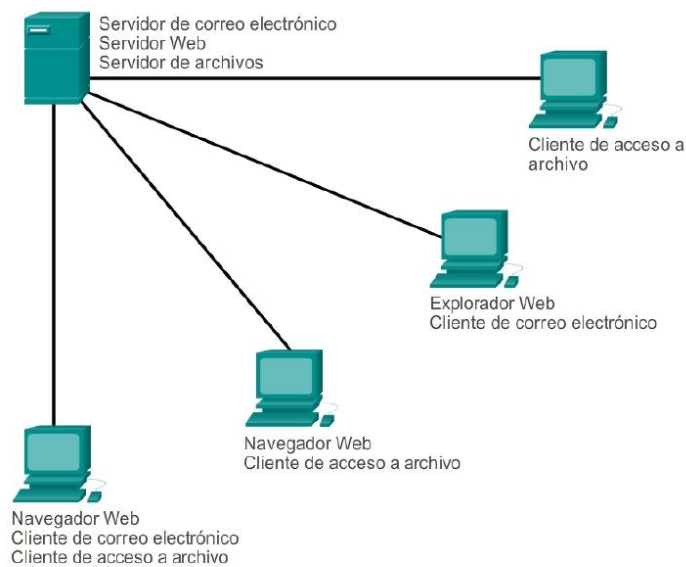 Servidor de correo electrónico
Servidor Web
Servidor de archivos
Cliente de acceso a
archivo
Explorador Web
Cliente de correo electrónico
Navegador Web
Cliente de acceso a archivo
Navegador Web
Cliente de correo electrónico
Cliente de acceso a archivo